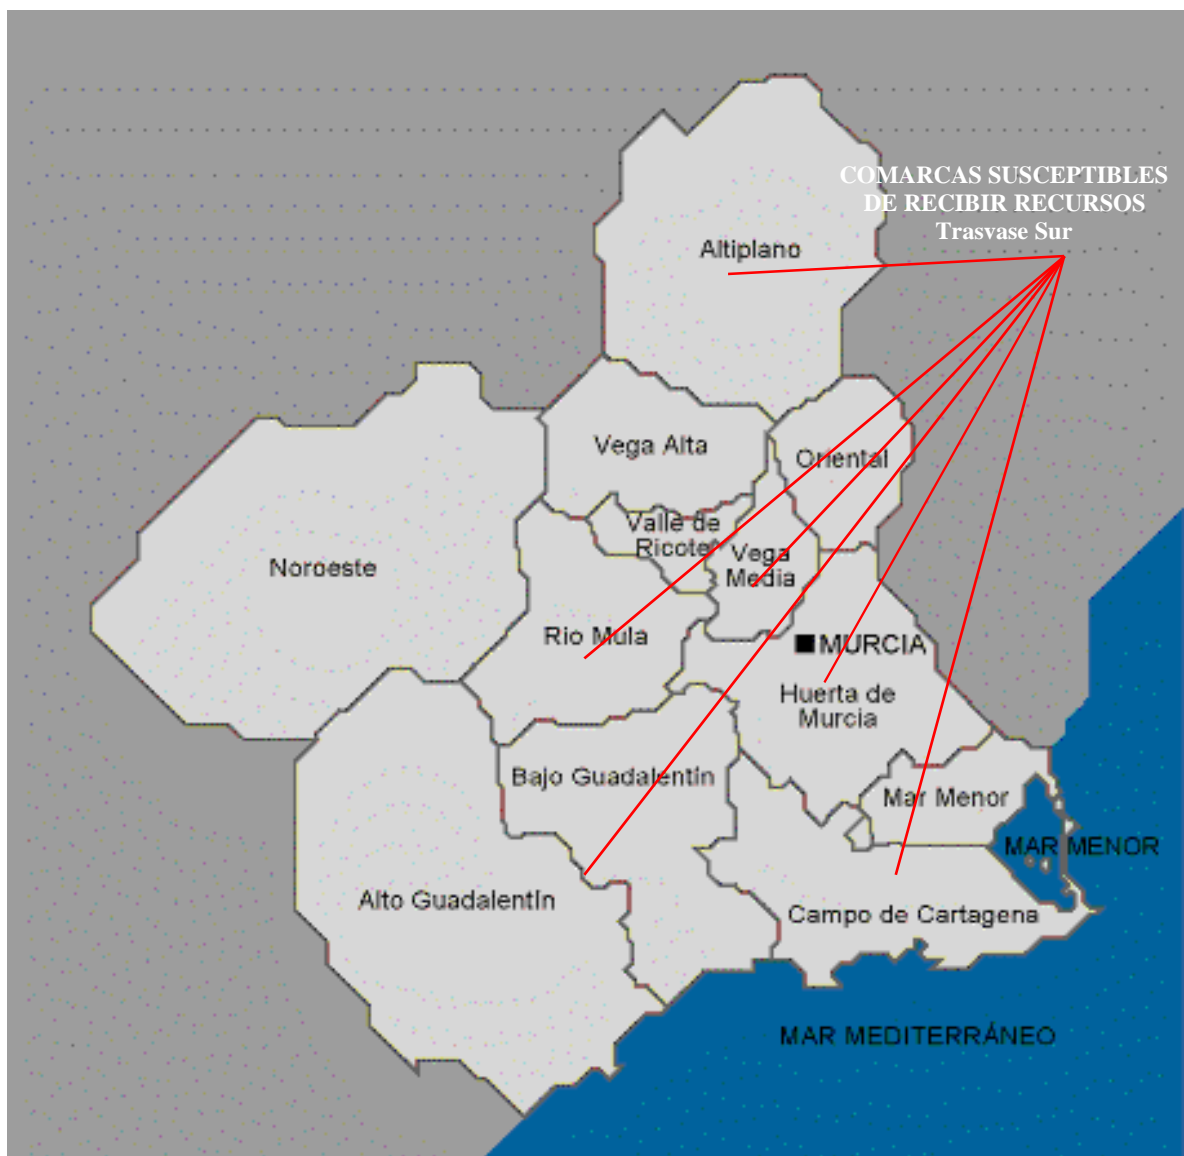 COMARCAS SUSCEPTIBLES
DE RECIBIR RECURSOS
Trasvase Sur
Altiplano
Vega Alta
Oriental
Valle de
Ricote
Vega
Media
Noroeste
Rio Mula
MURCIA
Huerta de
Murcia
Bajo Guadalentín
Mar Menor
MAR MENOR
Alto Guadalentín
Campo de Cartagena
MAR MEDITERRÁNEO